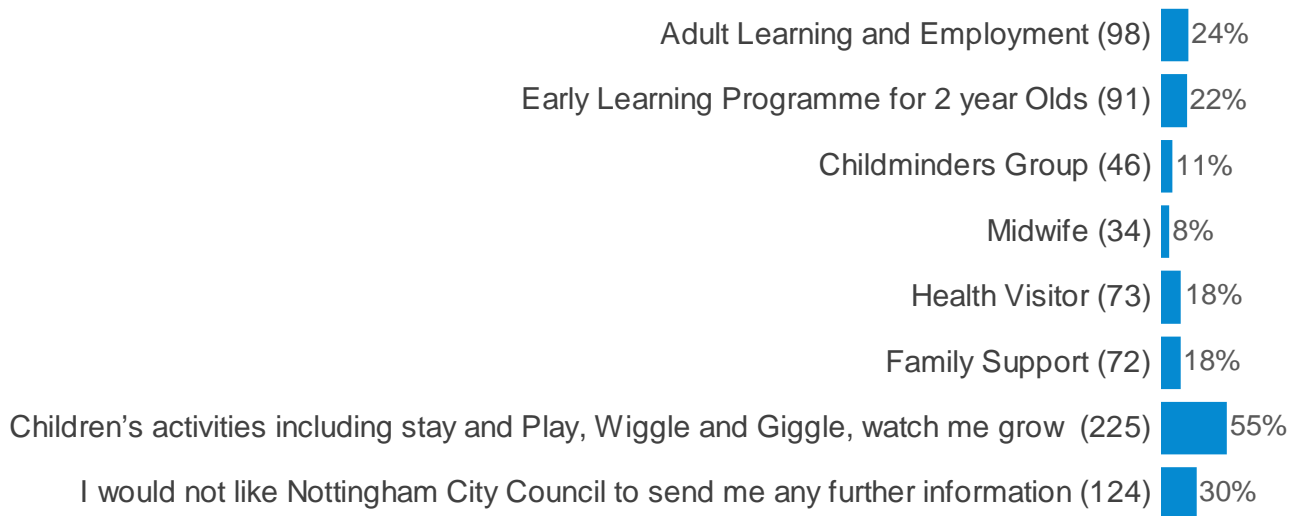 Adult Learning and Employment (98) 24%
Early Learning Programme for 2 year Olds (91) 22%
Childminders Group (46) 11%
Midwife (34) 8%
Health Visitor (73) 18%
Family Support (72) 18%
Children’s activities including stay and Play, Wiggle and Giggle, watch me grow  (225) 55%
I would not like Nottingham City Council to send me any further information (124) 30%